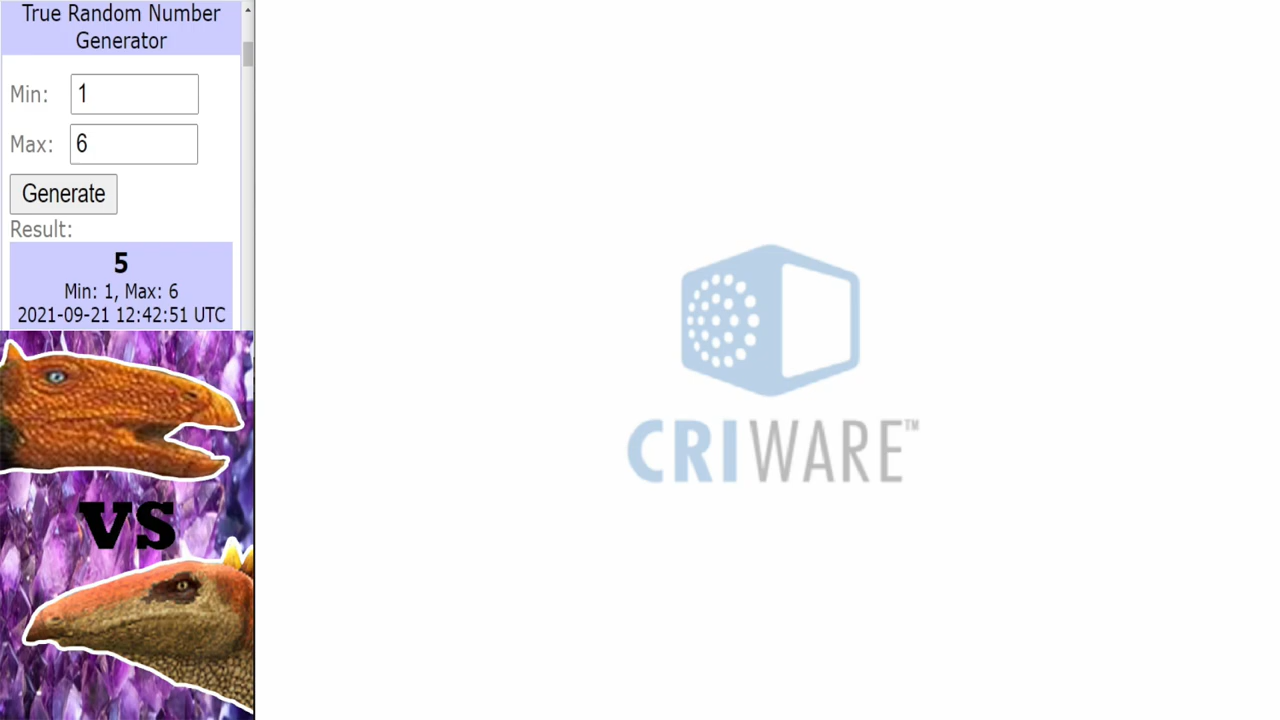 True Random Number
Generator
Min: 1
Max: 6
Generate
Result:
5
Min: 1, Max: 6
2021-09-21 12:42:51 UTC
vs
CRIWARE™